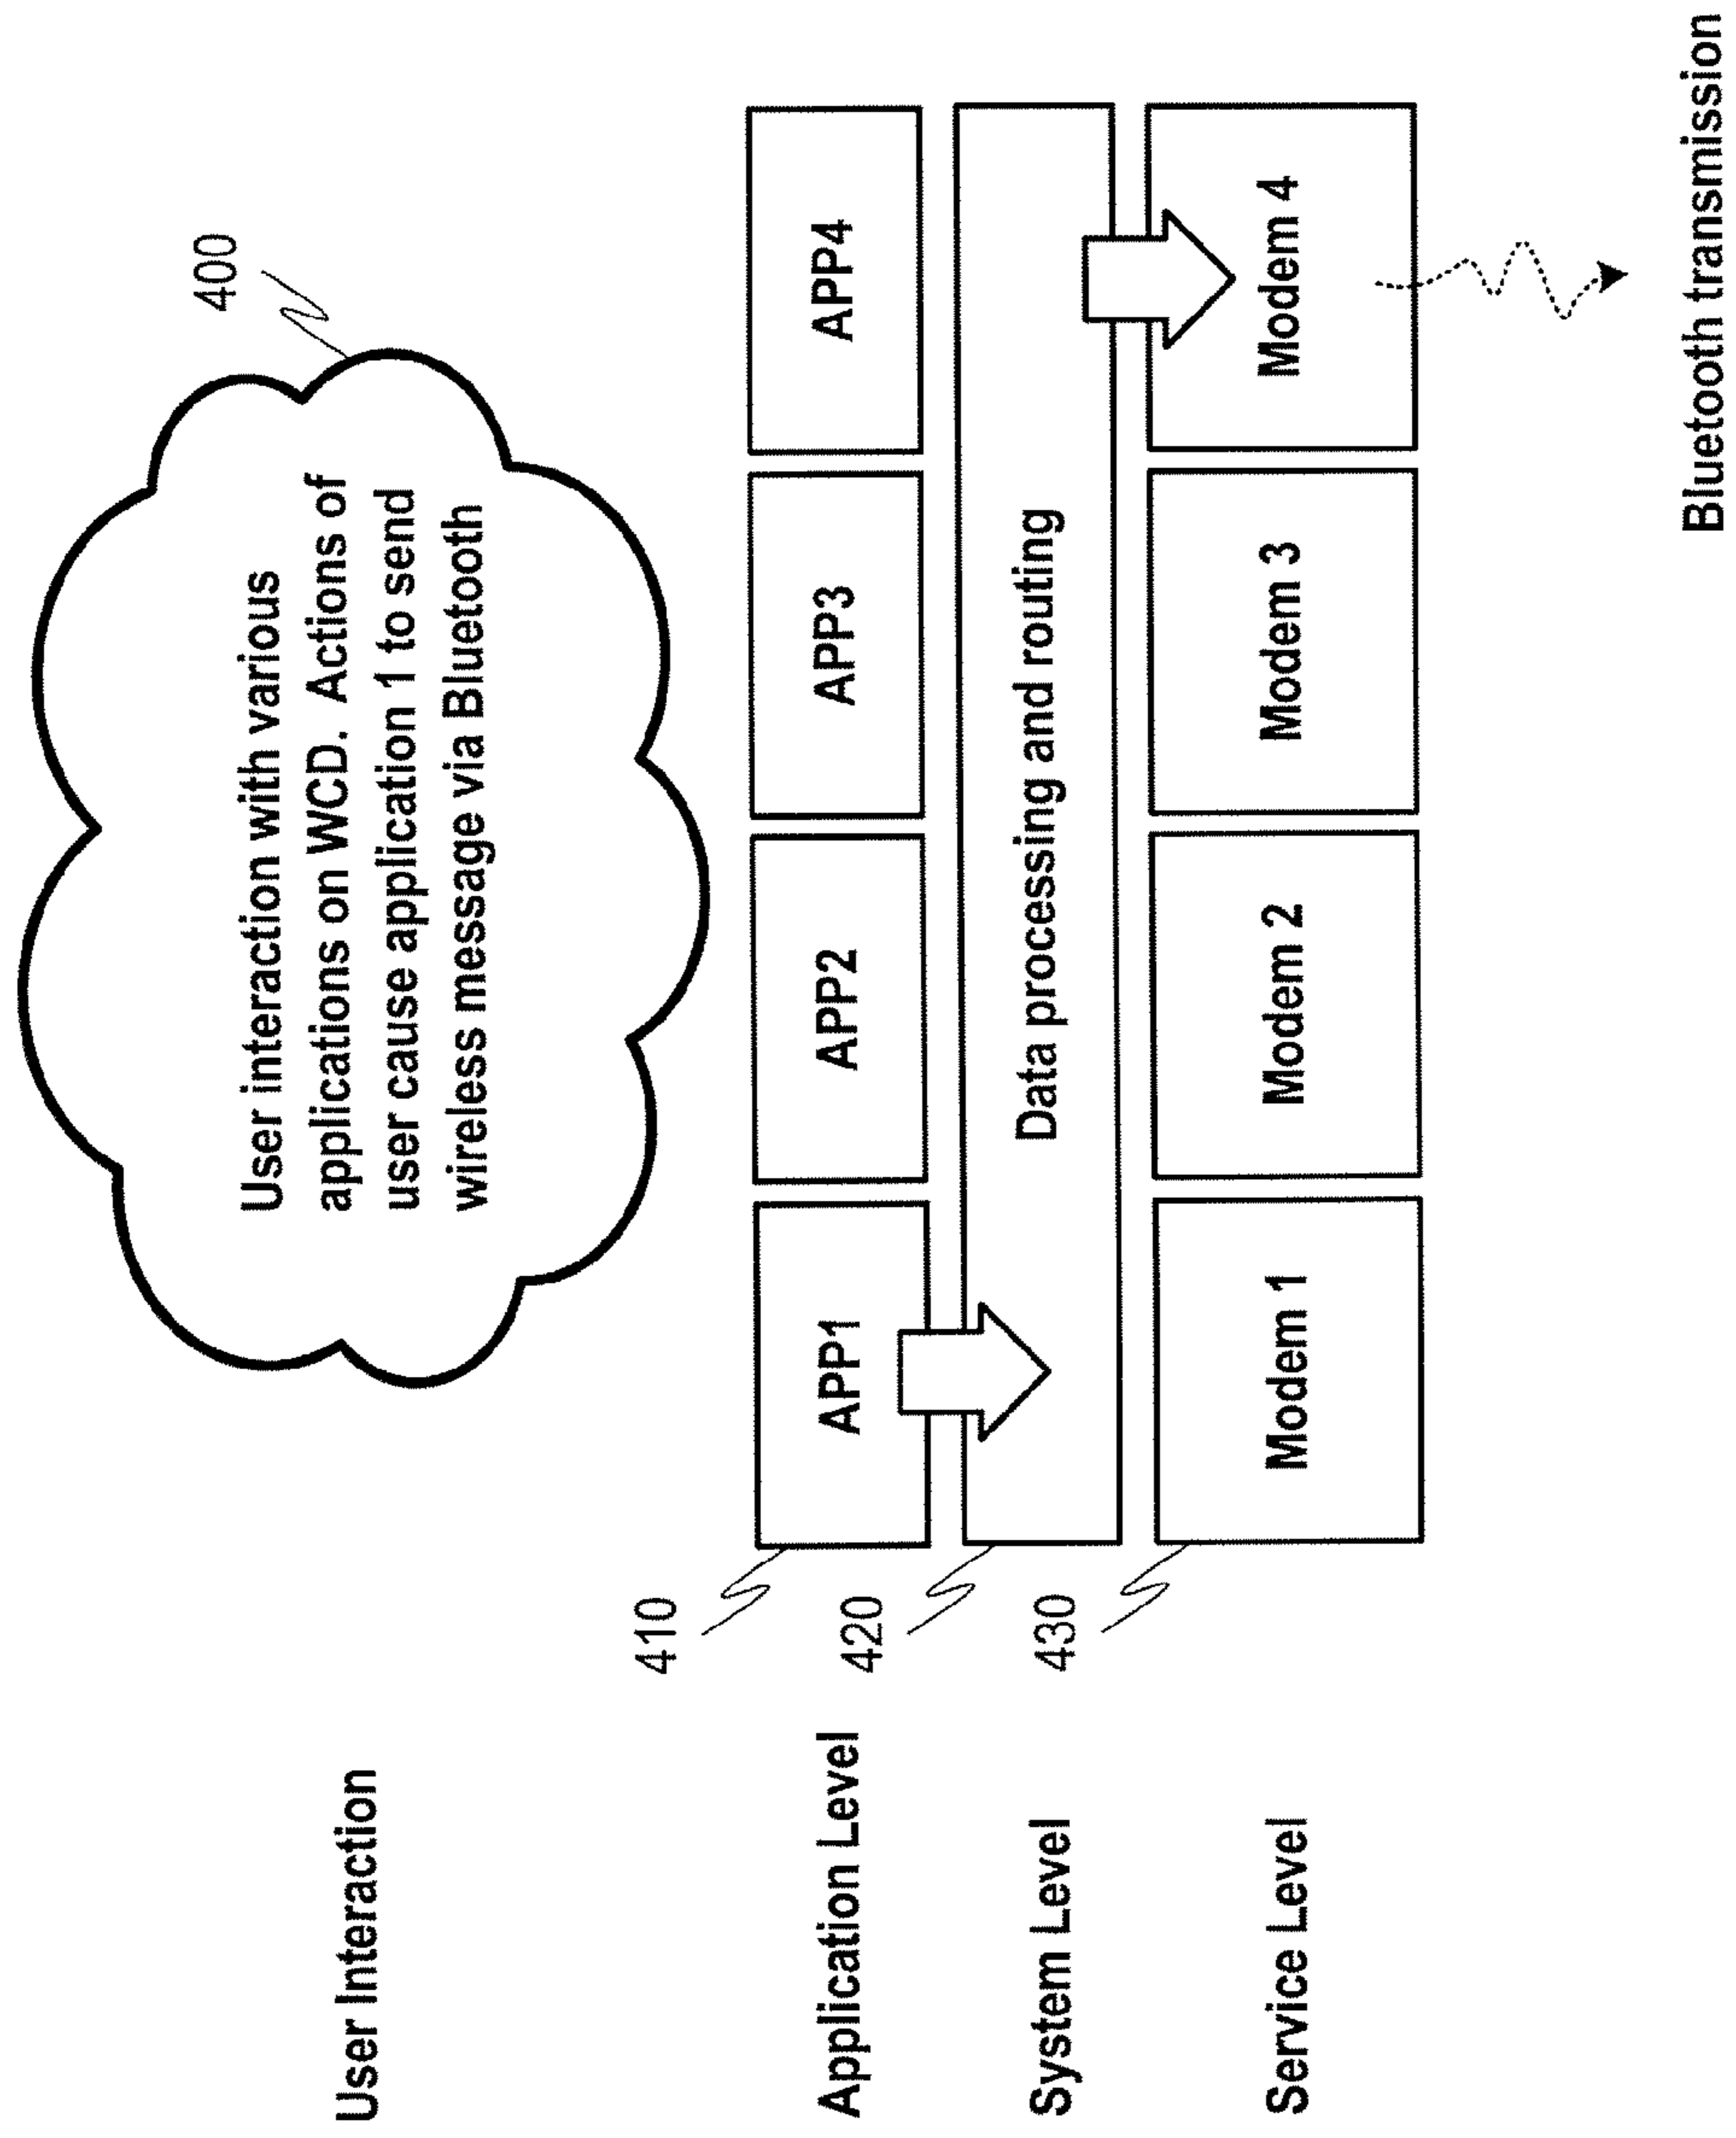 400
User Interaction
User interaction with various
applications on WCD. Actions of
user cause application 1 to send
wireless message via Bluetooth
410
Application Level
APP1
APP2
APP3
APP4
420
System Level
Data processing and routing
430
Service Level
Modem 1
Modem 2
Modem 3
Modem 4
Bluetooth transmission